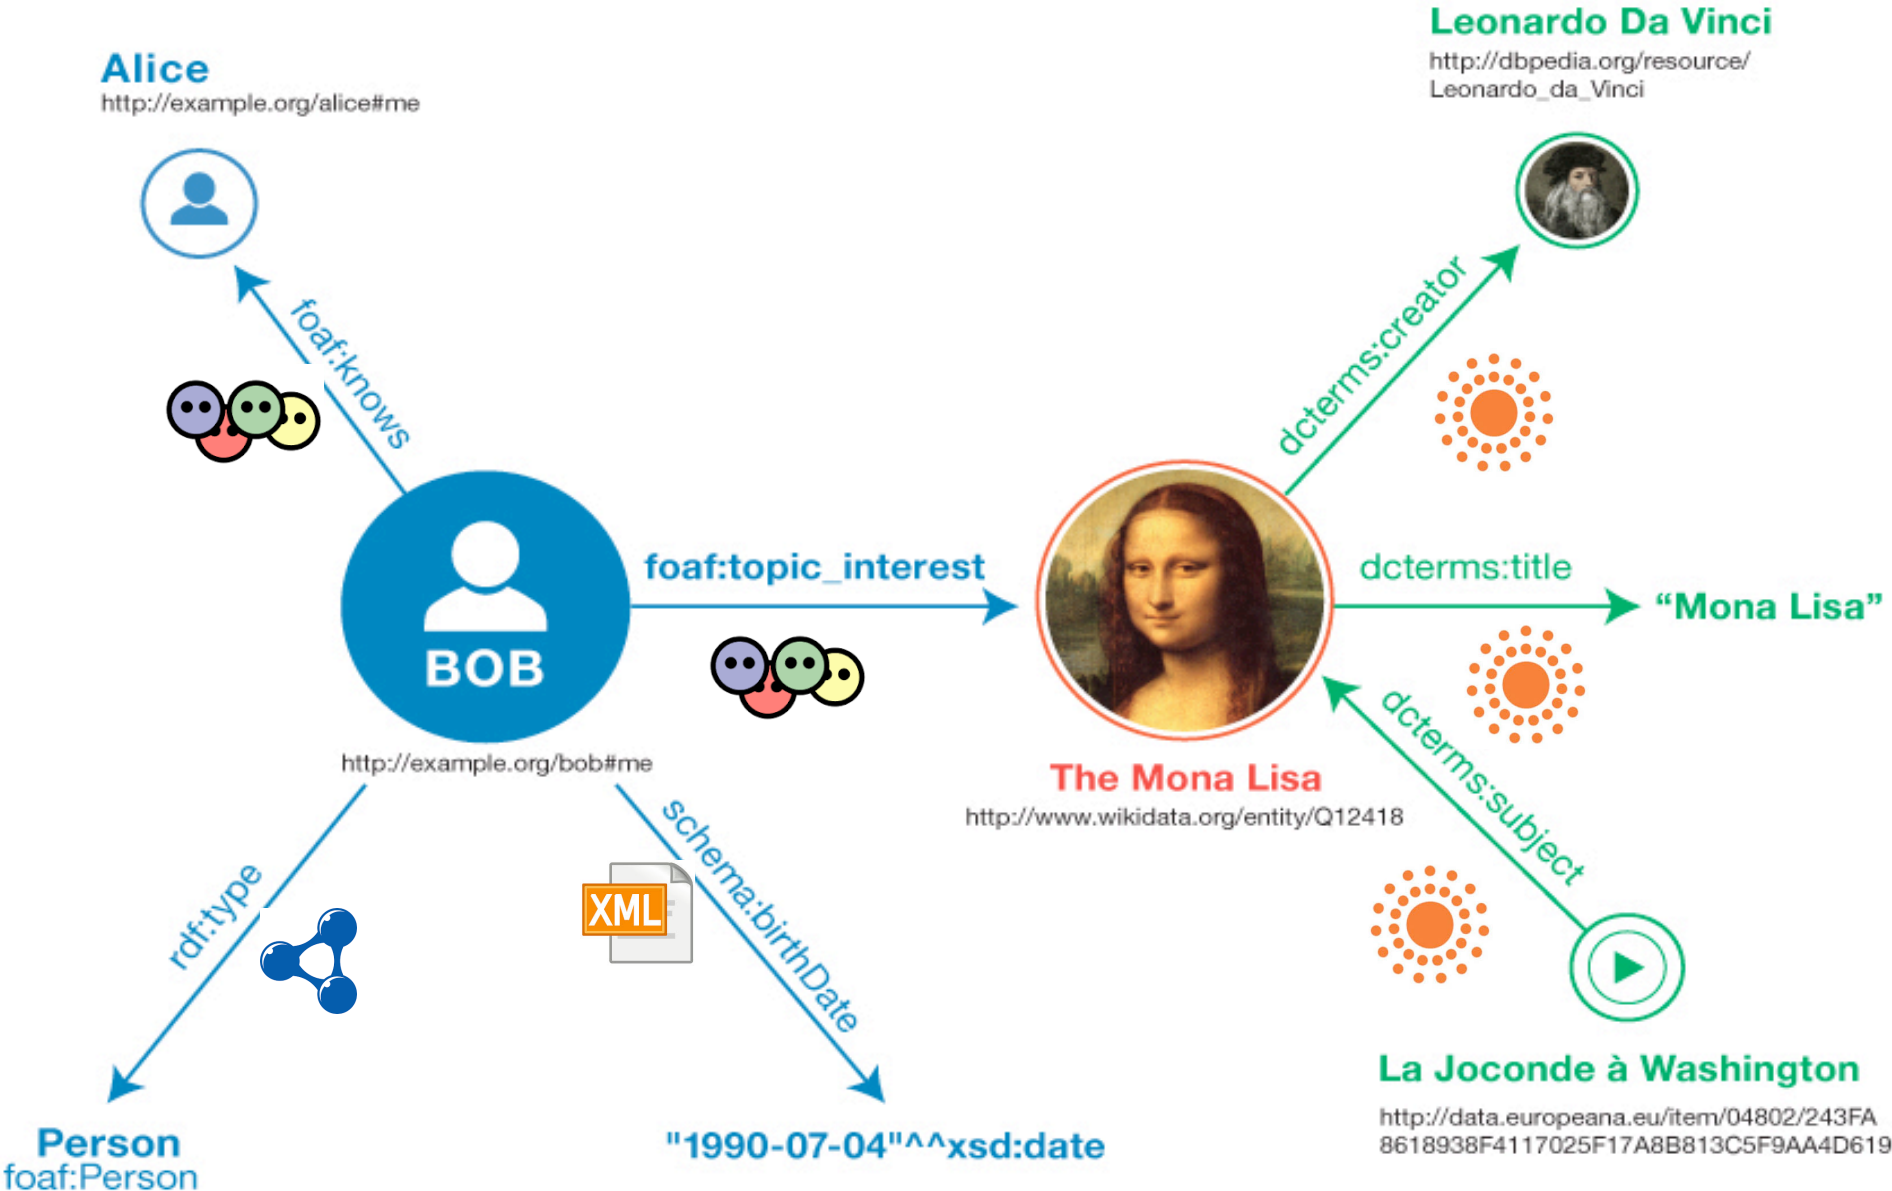 Leonardo Da Vinci
http://dbpedia.org/resource/
Leonardo_da_Vinci
Alice
http://example.org/alice#me
foaf:knows
dcterms:creator
BOB
http://example.org/bob#me
foaf:topic_interest
dcterms:title
“Mona Lisa”
The Mona Lisa
http://www.wikidata.org/entity/Q12418
dcterms:subject
rdf:type
XML
schema:birthDate
La Joconde à Washington
http://data.europeana.eu/item/04802/243FA
8618938F4117025F17A8B813C5F9AA4D619
Person
foaf:Person
"1990-07-04"^^xsd:date